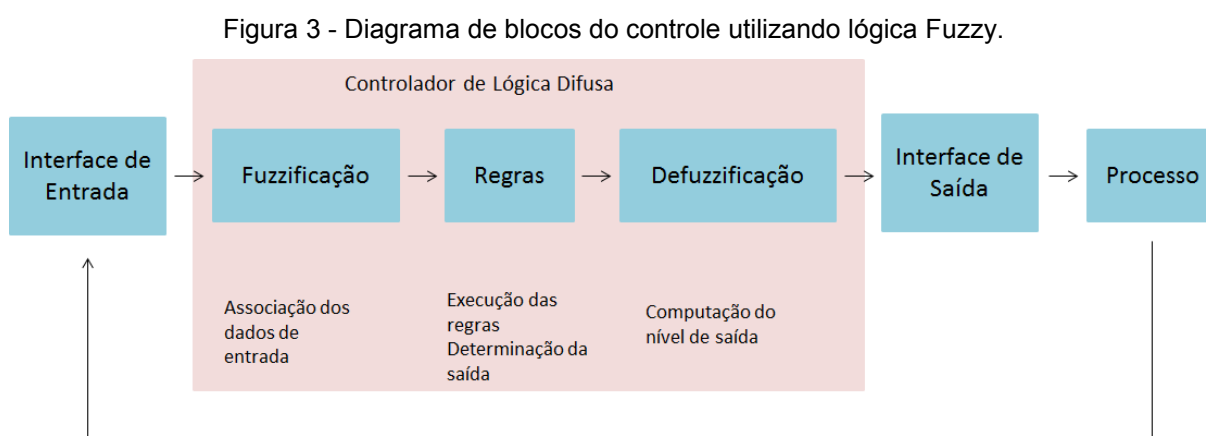 Figura 3 - Diagrama de blocos do controle utilizando lógica Fuzzy.
Controlador de Lógica Difusa
Interface de
Entrada
Fuzzificação
Regras
Defuzzificação
Interface de
Saída
Processo
Associação dos
dados de
entrada
Execução das
regras
Determinação da
saída
Computação do
nível de saída